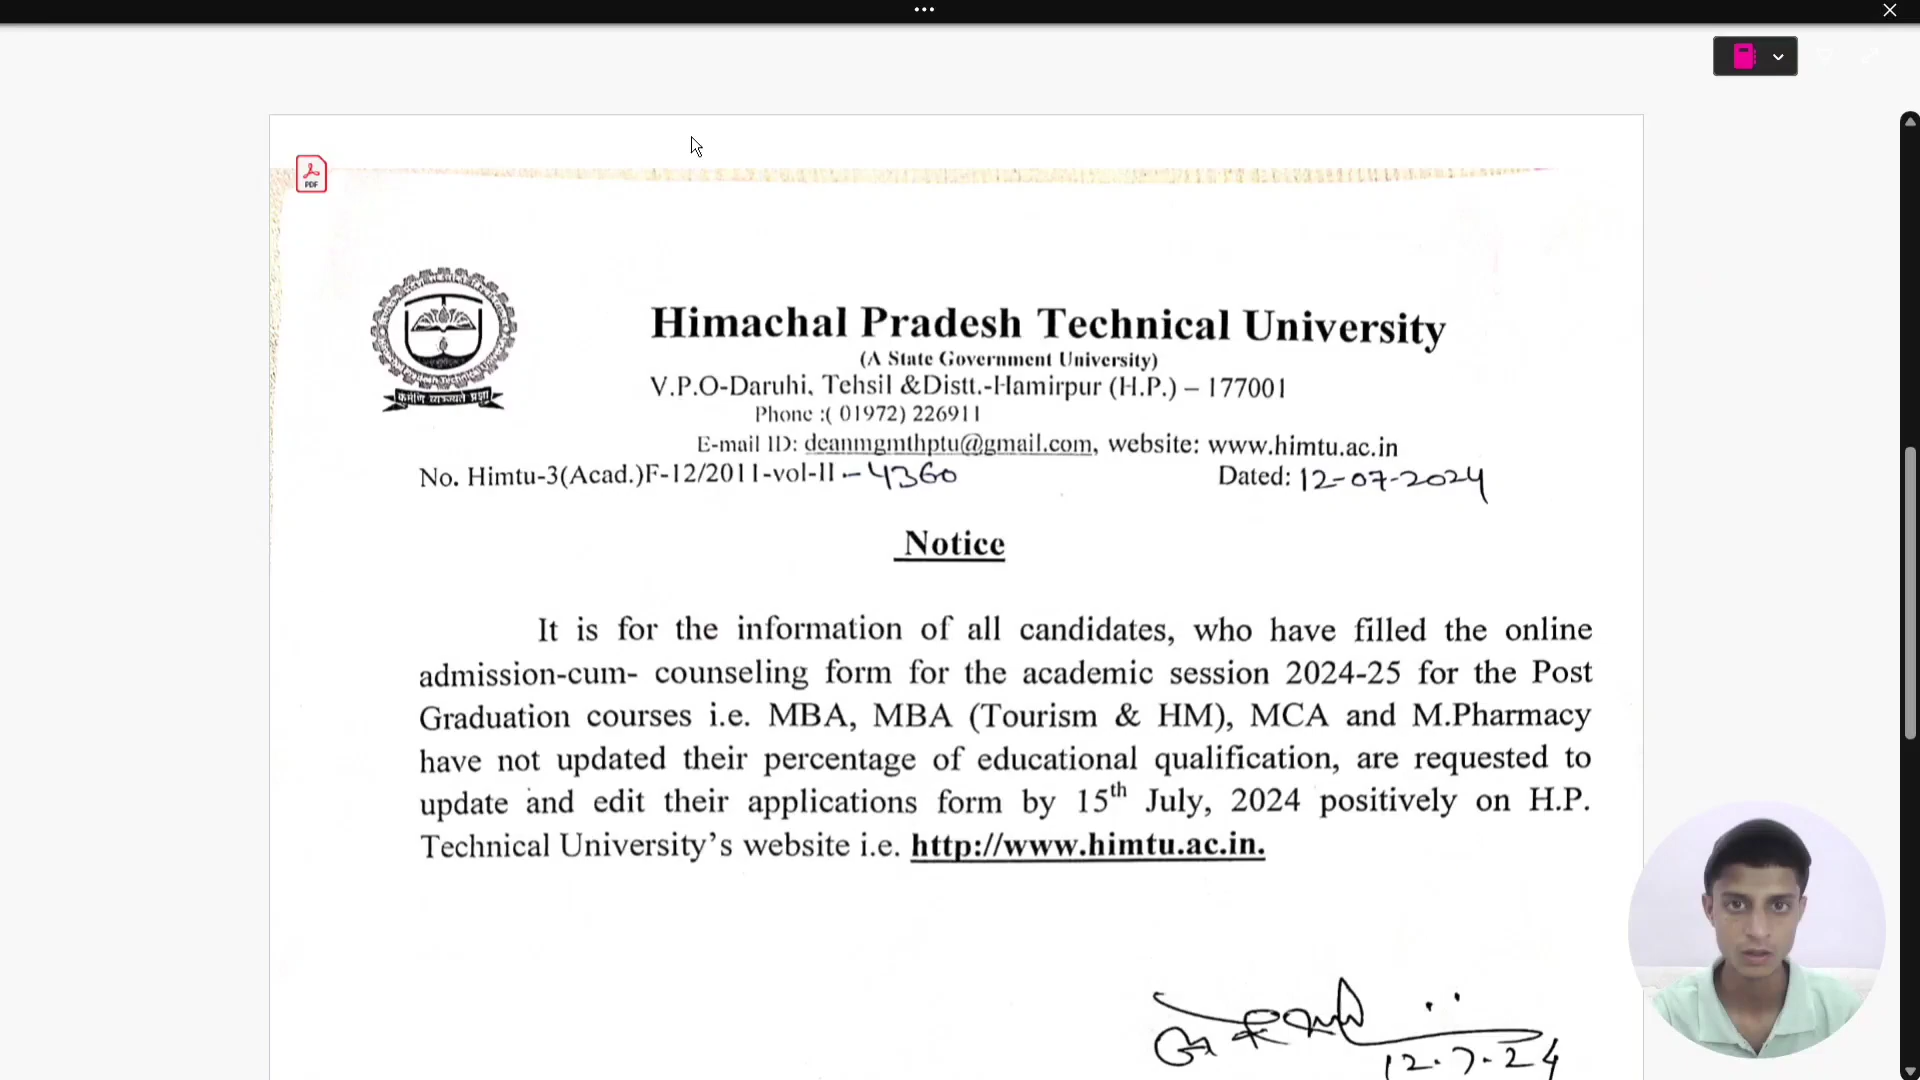 PDF
Himachal Pradesh Technical University
(A State Government University)
V.P.O-Daruhi, Tehsil &Distt.-Hamirpur (H.P.) – 177001
Phone :( 01972) 226911
E-mail ID: deanmgmthptu@gmail.com, website: www.himtu.ac.in
No. Himtu-3(Acad.)F-12/2011-vol-II - 4360 Dated: 12-07-2024
Notice
It is for the information of all candidates, who have filled the online
admission-cum- counseling form for the academic session 2024-25 for the Post
Graduation courses i.e. MBA, MBA (Tourism & HM), MCA and M.Pharmacy
have not updated their percentage of educational qualification, are requested to
update and edit their applications form by 15th July, 2024 positively on H.P.
Technical University’s website i.e. http://www.himtu.ac.in.
12.7.24